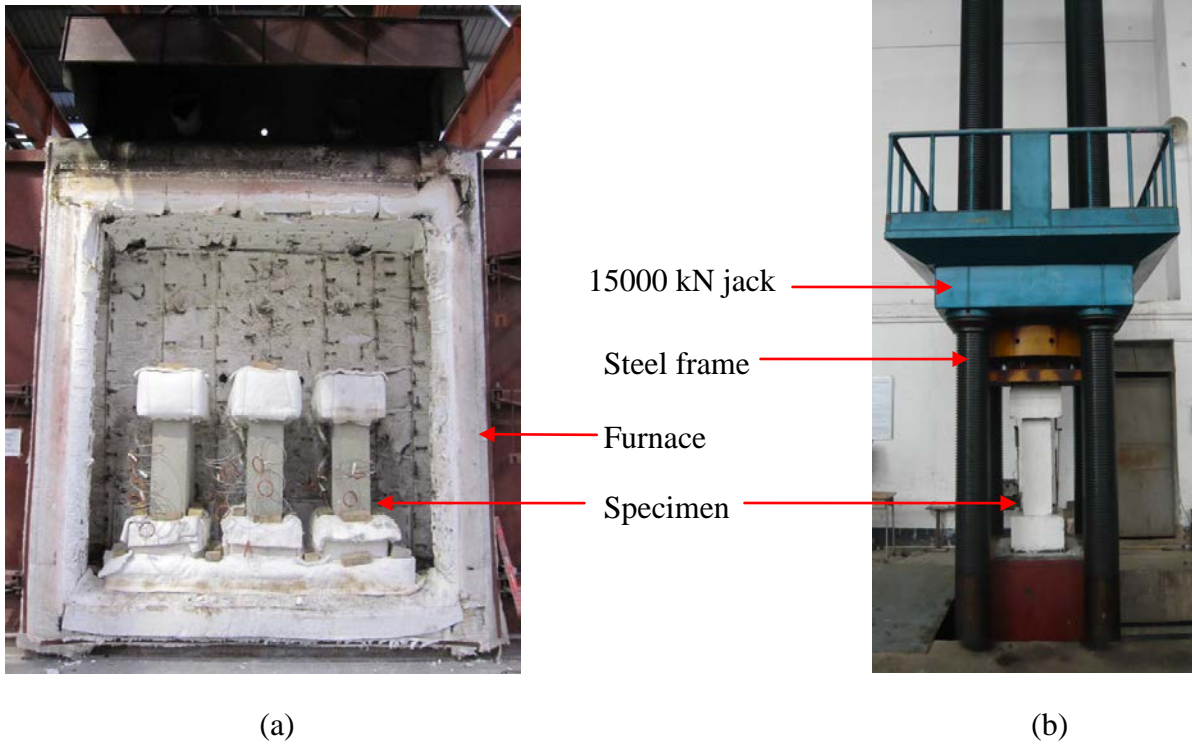 15000 kN jack
Steel frame
Furnace
Specimen
(a)
(b)